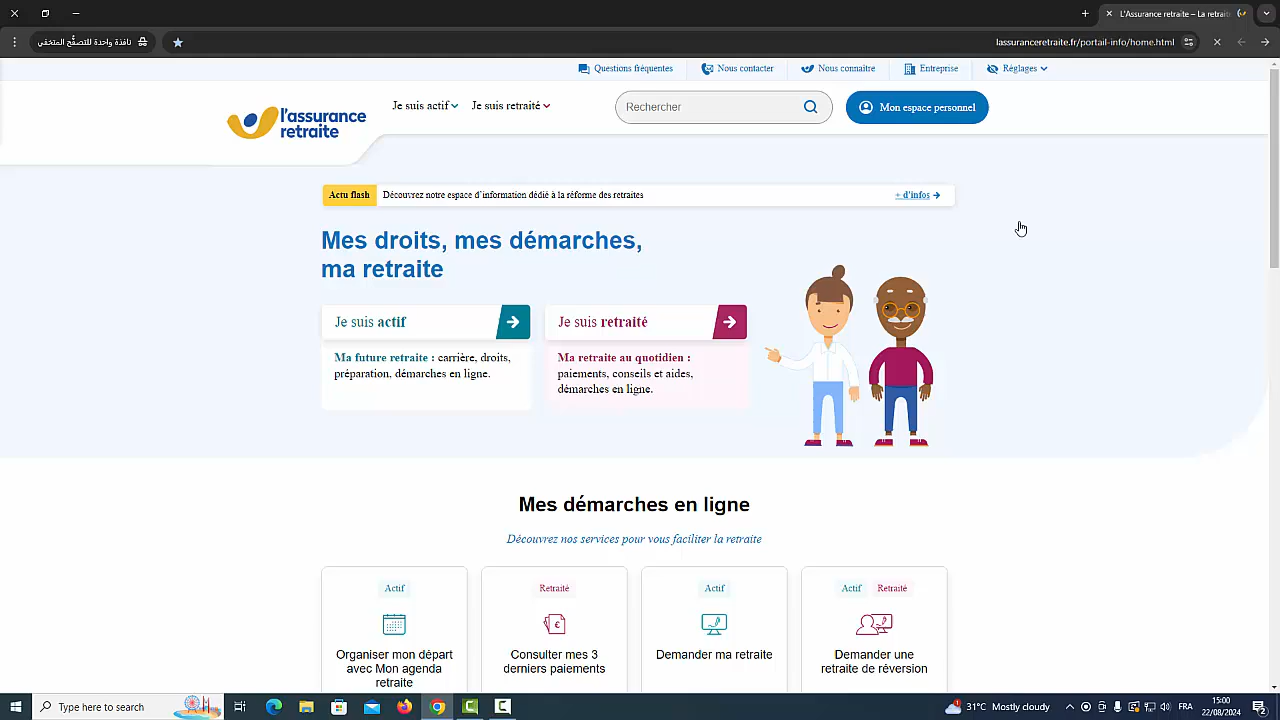 L'Assurance retraite – La retraite
نافذة واحدة للتصفُّح المتخفي
lassuranceretraite.fr/portail-info/home.html
Questions fréquentes
Nous contacter
Nous connaître
Entreprise
Réglages
l'assurance
retraite
Je suis actif
Je suis retraité
Rechercher
Mon espace personnel
Actu flash
Découvrez notre espace d'information dédié à la réforme des retraites
+ d'infos
Mes droits, mes démarches,
ma retraite
Je suis actif
Ma future retraite : carrière, droits,
préparation, démarches en ligne.
Je suis retraité
Ma retraite au quotidien :
paiements, conseils et aides,
démarches en ligne.
Mes démarches en ligne
Découvrez nos services pour vous faciliter la retraite
Actif
Organiser mon départ
avec Mon agenda
retraite
Retraité
Consulter mes 3
derniers paiements
Actif
Demander ma retraite
Actif Retraité
Demander une
retraite de réversion
Type here to search
31°C Mostly cloudy
FRA
15:00
22/08/2024
2